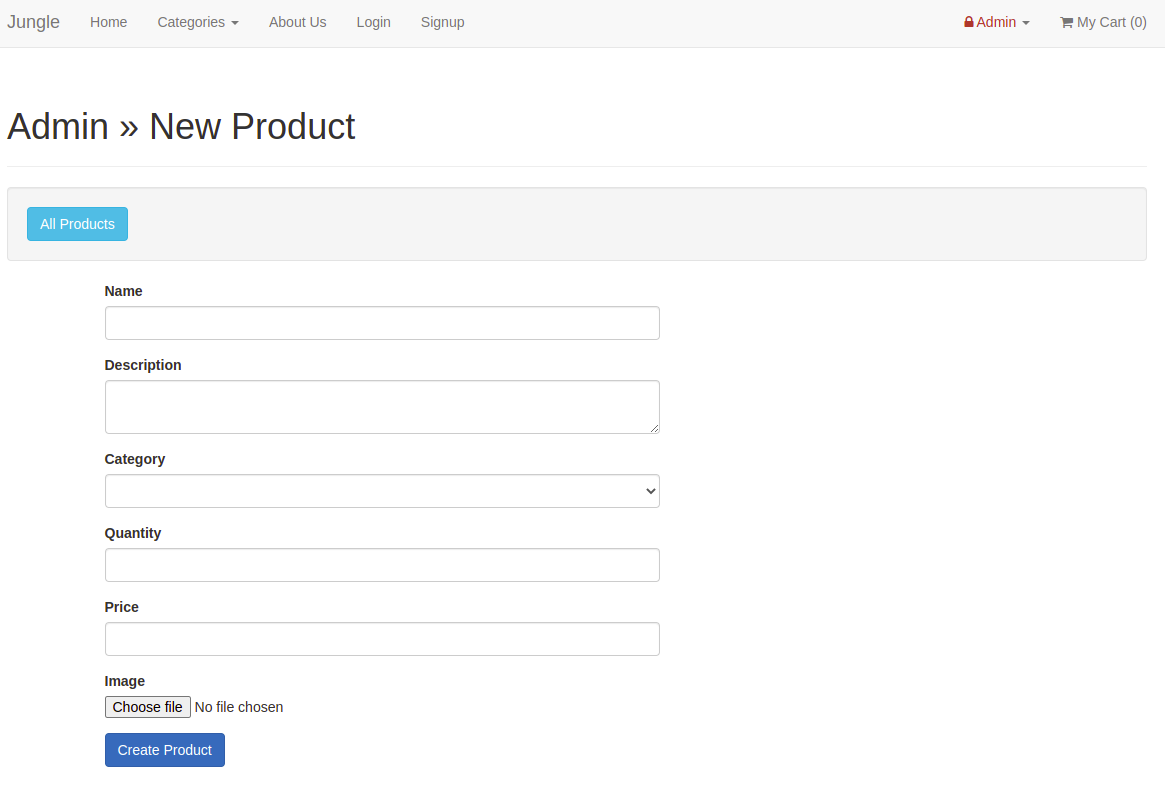 Jungle Home Categories About Us Login Signup Admin My Cart (0)
Admin » New Product
All Products
Name
Description
Category
Quantity
Price
Image
Choose file No file chosen
Create Product